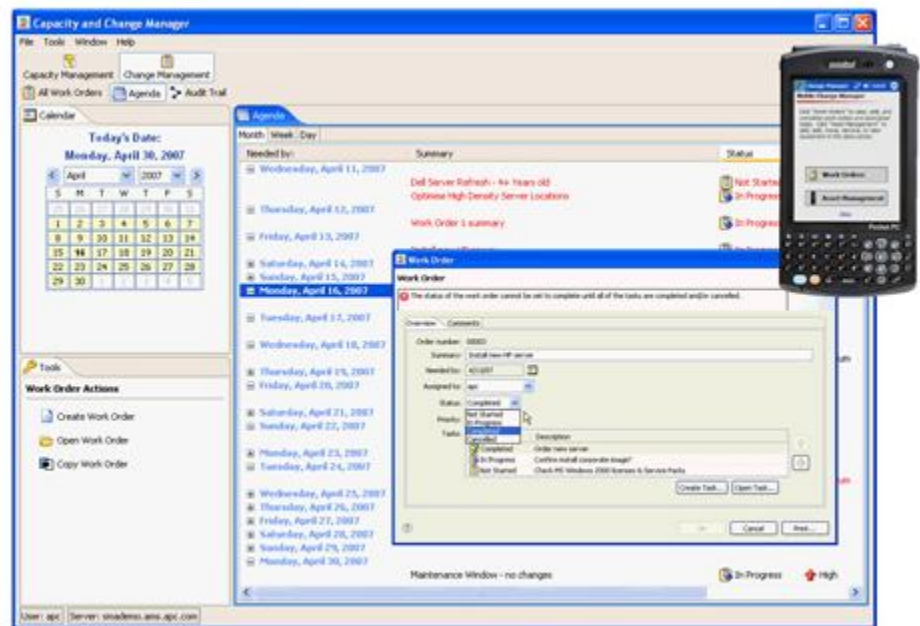 Capacity and Change Manager
File Tools Window Help
Capacity Management Change Management
All Work Orders Agenda Audit Trail
Calendar
Today's Date:
Monday, April 30, 2007
April 2007
S M T W T F S
1 2 3 4 5 6 7
8 9 10 11 12 13 14
15 16 17 18 19 20 21
22 23 24 25 26 27 28
29 30
Tools
Work Order Actions
Create Work Order
Open Work Order
Copy Work Order
User: apc Server: smademo.ams.apc.com
Agenda
Month Week Day
Needed by: Summary Status
Wednesday, April 11, 2007
Dell Server Refresh - 4+ Years old Not Started
Optimise High Density Server Locations In Progress
Thursday, April 12, 2007
Work Order 1 summary In Progress
Friday, April 13, 2007
Saturday, April 14, 2007
Sunday, April 15, 2007
Monday, April 16, 2007
Tuesday, April 17, 2007
Wednesday, April 18, 2007
Thursday, April 19, 2007
Friday, April 20, 2007
Saturday, April 21, 2007
Sunday, April 22, 2007
Monday, April 23, 2007
Tuesday, April 24, 2007
Wednesday, April 25, 2007
Thursday, April 26, 2007
Friday, April 27, 2007
Saturday, April 28, 2007
Sunday, April 29, 2007
Monday, April 30, 2007
Maintenance Window - no changes In Progress High
Work Order
Work Order
The status of the work order cannot be set to complete until all of the tasks are completed and/or cancelled.
Overview Comments
Order number: 00003
Summary: Install new HP server
Needed by:
Assigned to: apc
Status: Completed
Not Started
In Progress
Completed
Cancelled
Priority:
Tasks
Description
Completed Order new server
In Progress Confirm install corporate image?
Not Started Check MS Windows 2000 licenses & Service Packs
Create Task... Open Task...
Cancel Print...
Mobile Change Manager
Work Orders
Asset Management
Pocket PC